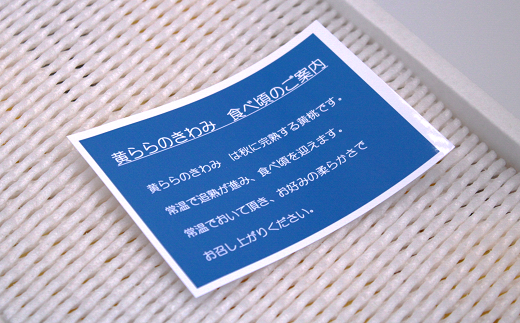 黄ららのきわみ　食べ頃のご案内
黄ららのきわみ　は秋に完熟する黄桃です。
常温で追熟が進み、食べ頃を迎えます。
常温でおいて頂き、お好みの柔らかさで
お召し上がりください。